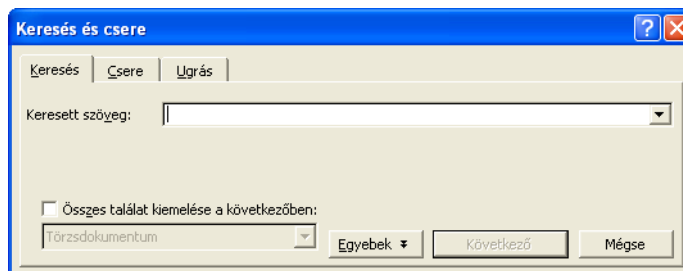 Keresés és csere
Keresés Csere Ugrás
Keresett szöveg:
Összes találat kiemelése a következőben:
Törzsdokumentum
Egyebek Következő Mégse